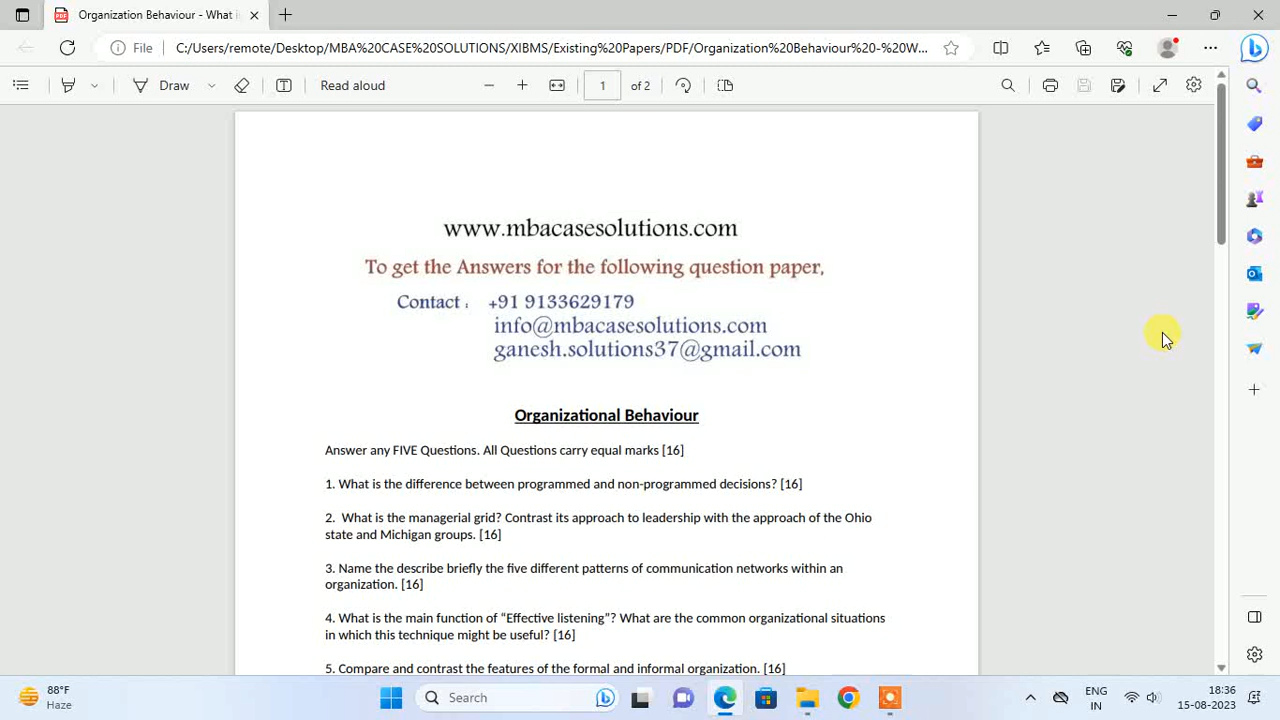 Organization Behaviour - What i
File
C:/Users/remote/Desktop/MBA%20CASE%20SOLUTIONS/XIBMS/Existing%20Papers/PDF/Organization%20Behaviour%20-%20W...
Draw
Read aloud
1
of 2
www.mbacasesolutions.com
To get the Answers for the following question paper,
Contact : +91 9133629179
info@mbacasesolutions.com
ganesh.solutions37@gmail.com
Organizational Behaviour
Answer any FIVE Questions. All Questions carry equal marks [16]
1. What is the difference between programmed and non-programmed decisions? [16]
2. What is the managerial grid? Contrast its approach to leadership with the approach of the Ohio
state and Michigan groups. [16]
3. Name the describe briefly the five different patterns of communication networks within an
organization. [16]
4. What is the main function of “Effective listening”? What are the common organizational situations
in which this technique might be useful? [16]
5. Compare and contrast the features of the formal and informal organization. [16]
88°F
Haze
Search
ENG
IN
18:36
15-08-2023